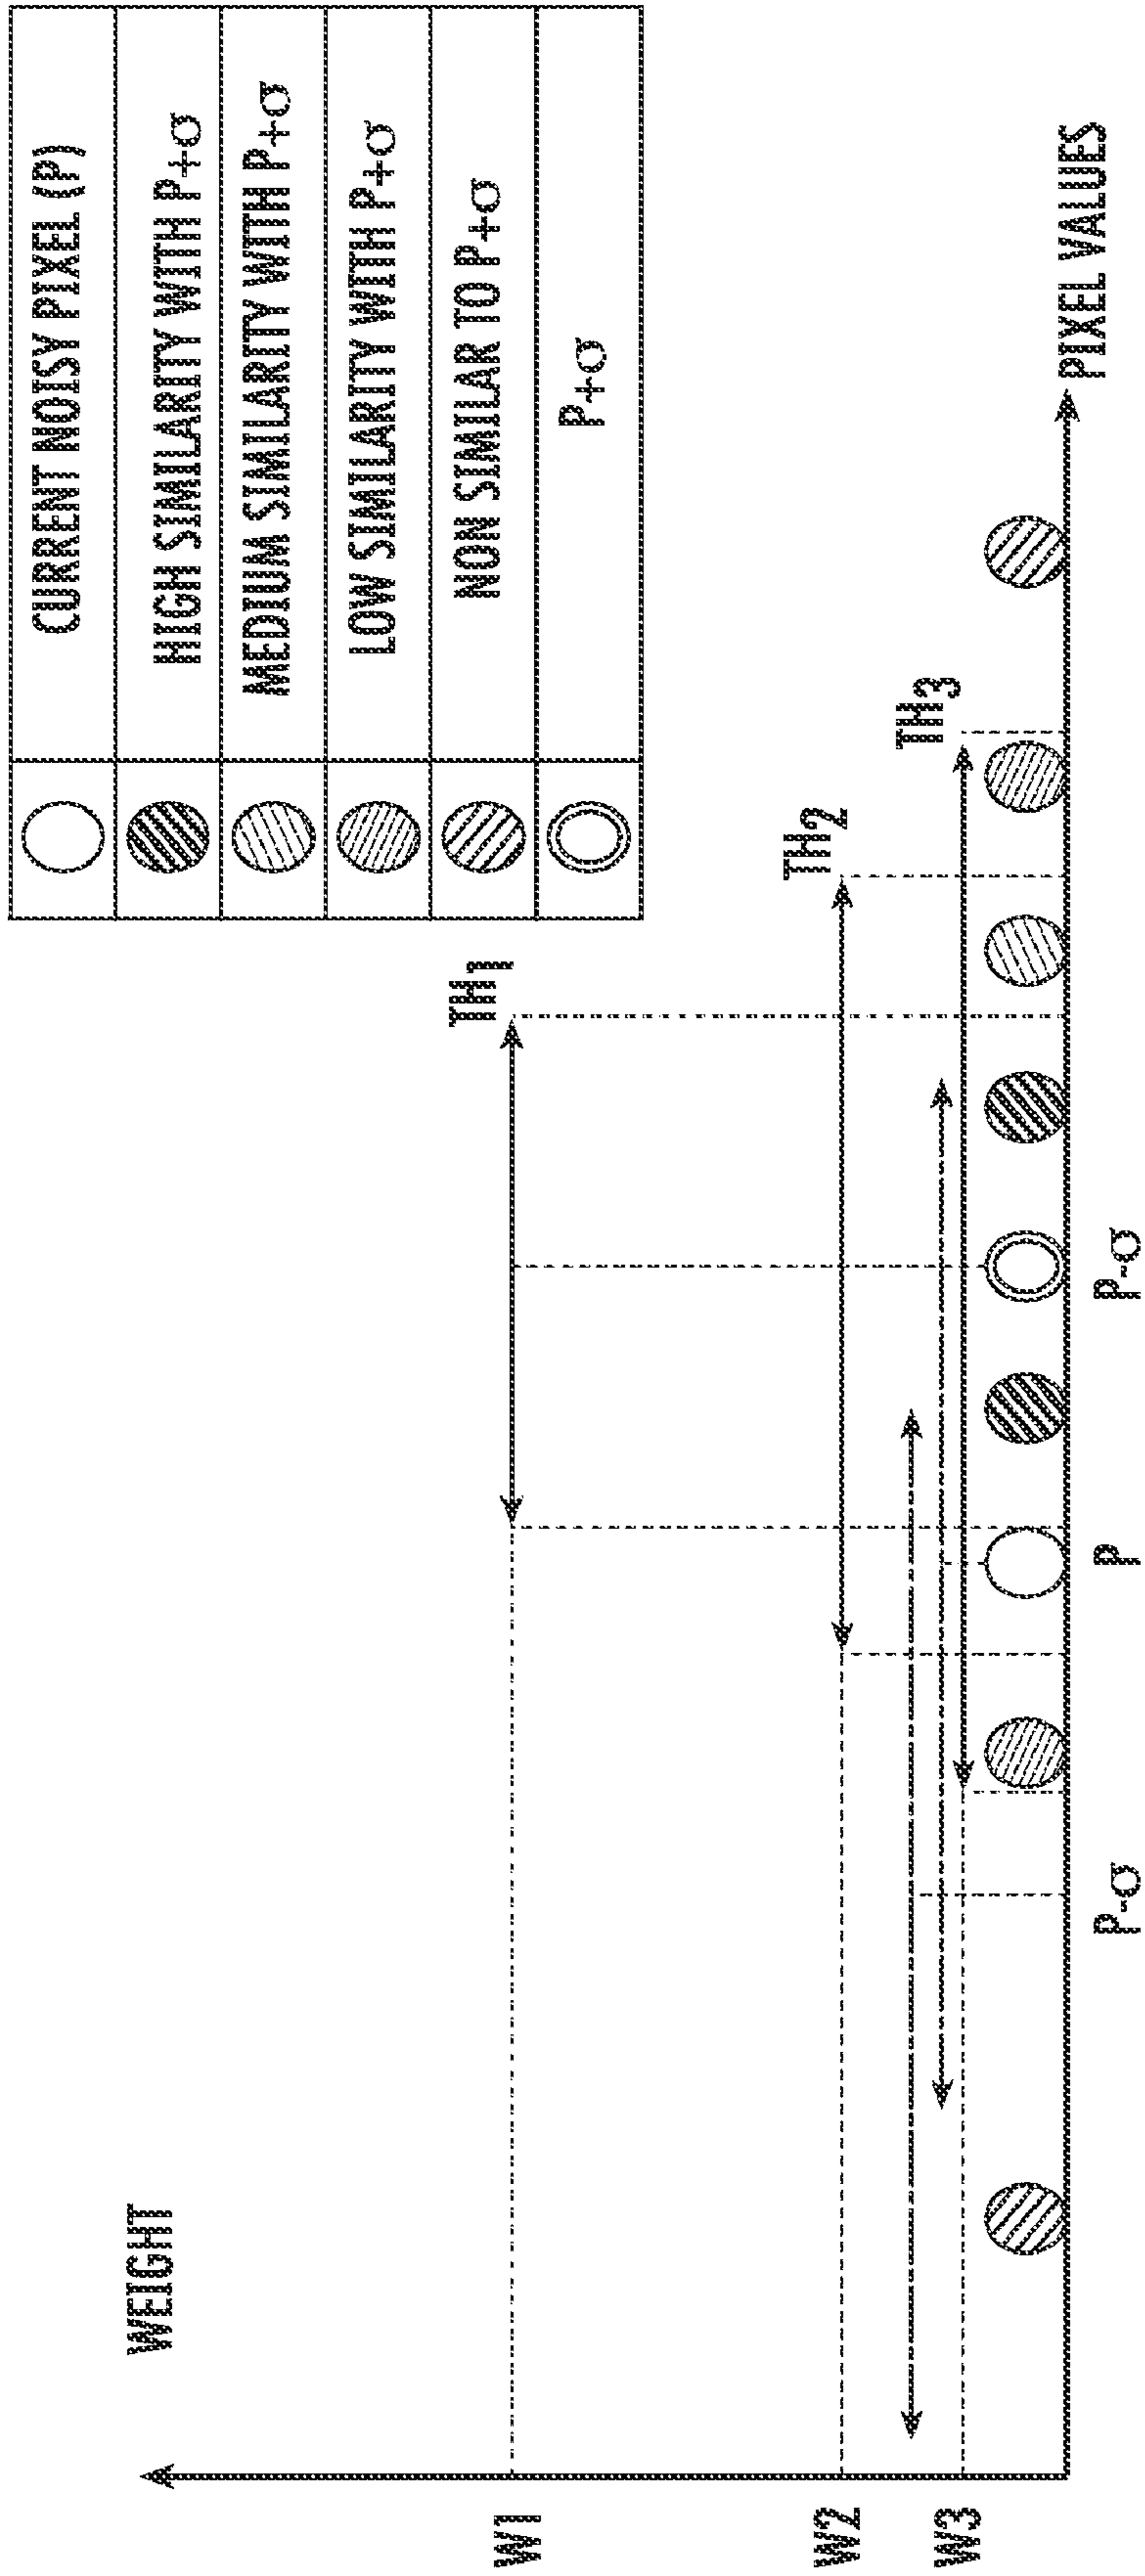 WEIGHT
W1
W2
W3
TH1
TH2
TH3
P-σ
P
P-σ
PIXEL VALUES
CURRENT NOISY PIXEL (P)
HIGH SIMILARITY WITH P+σ
MEDIUM SIMILARITY WITH P+σ
LOW SIMILARITY WITH P+σ
NON SIMILAR TO P+σ
P+σ